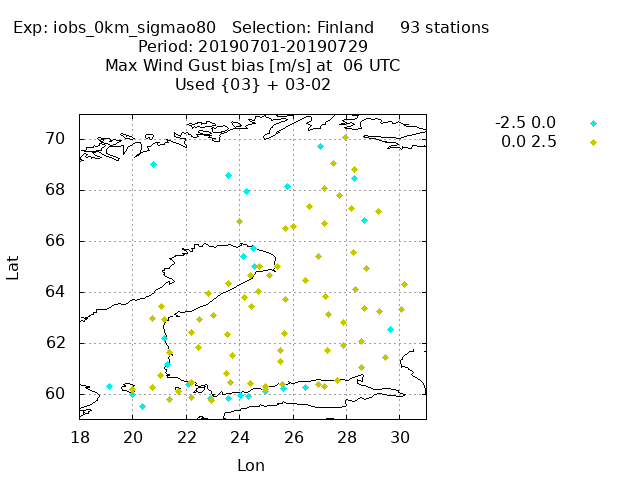 Exp: iobs_0km_sigmao80 Selection: Finland 93 stations
Period: 20190701-20190729
Max Wind Gust bias [m/s] at 06 UTC
Used {03} + 03-02
-2.5 0.0
0.0 2.5
70
68
66
64
62
60
Lat
18 20 22 24 26 28 30
Lon